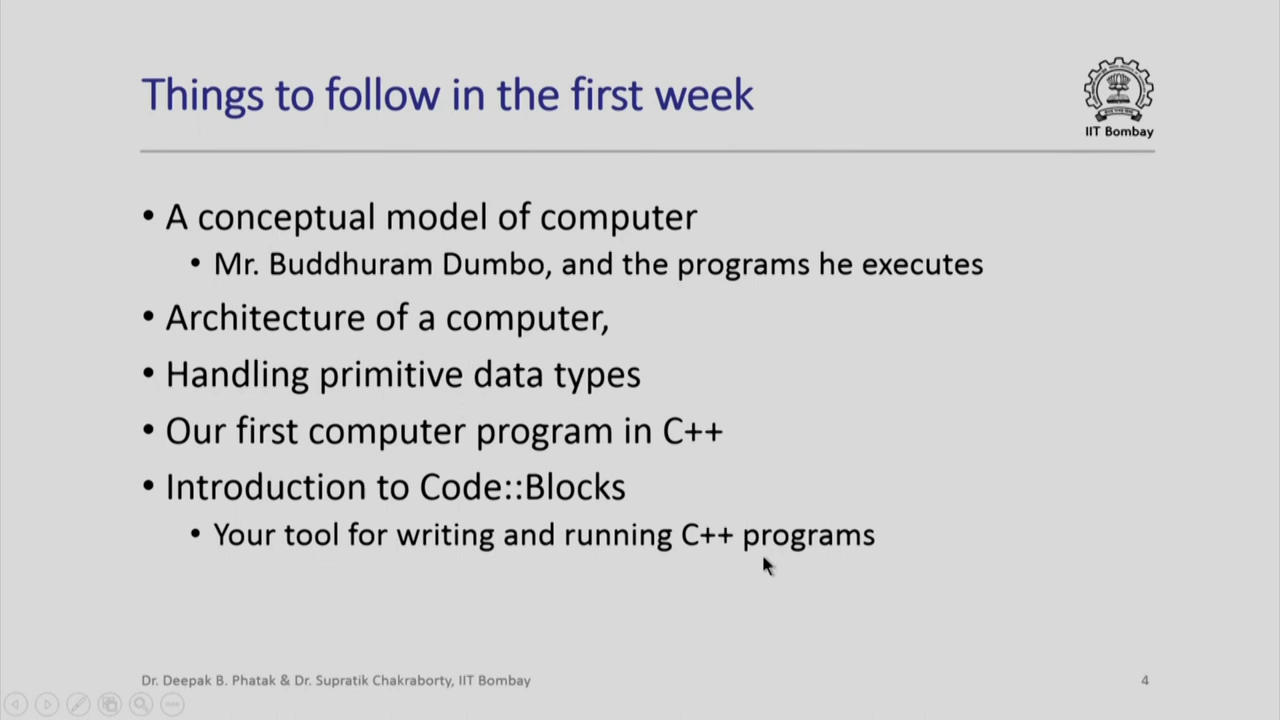 Things to follow in the first week
IIT Bombay
• A conceptual model of computer
• Mr. Buddhuram Dumbo, and the programs he executes
• Architecture of a computer,
• Handling primitive data types
• Our first computer program in C++
• Introduction to Code::Blocks
• Your tool for writing and running C++ programs
Dr. Deepak B. Phatak & Dr. Supratik Chakraborty, IIT Bombay
4